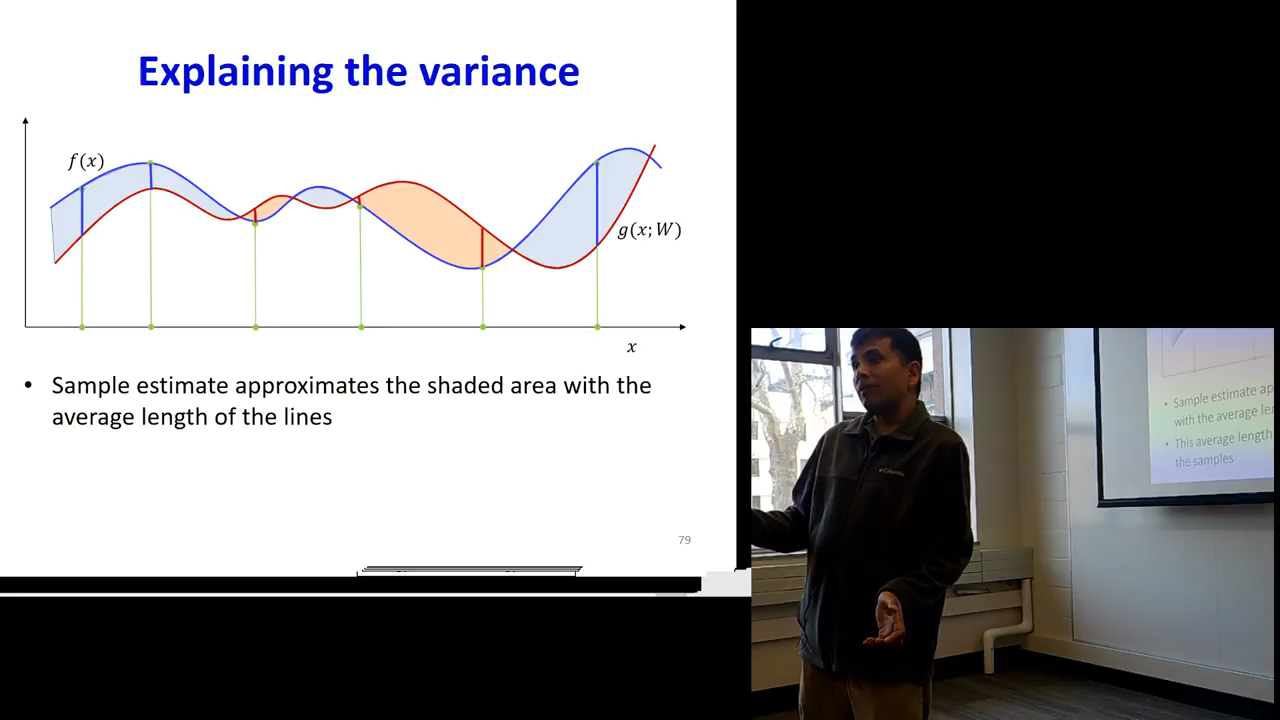 Explaining the variance
f(x)
g(x;W)
x
• Sample estimate approximates the shaded area with the
average length of the lines
79
Columbia
• Sample estimate ap
with the average le
• This average length
the samples